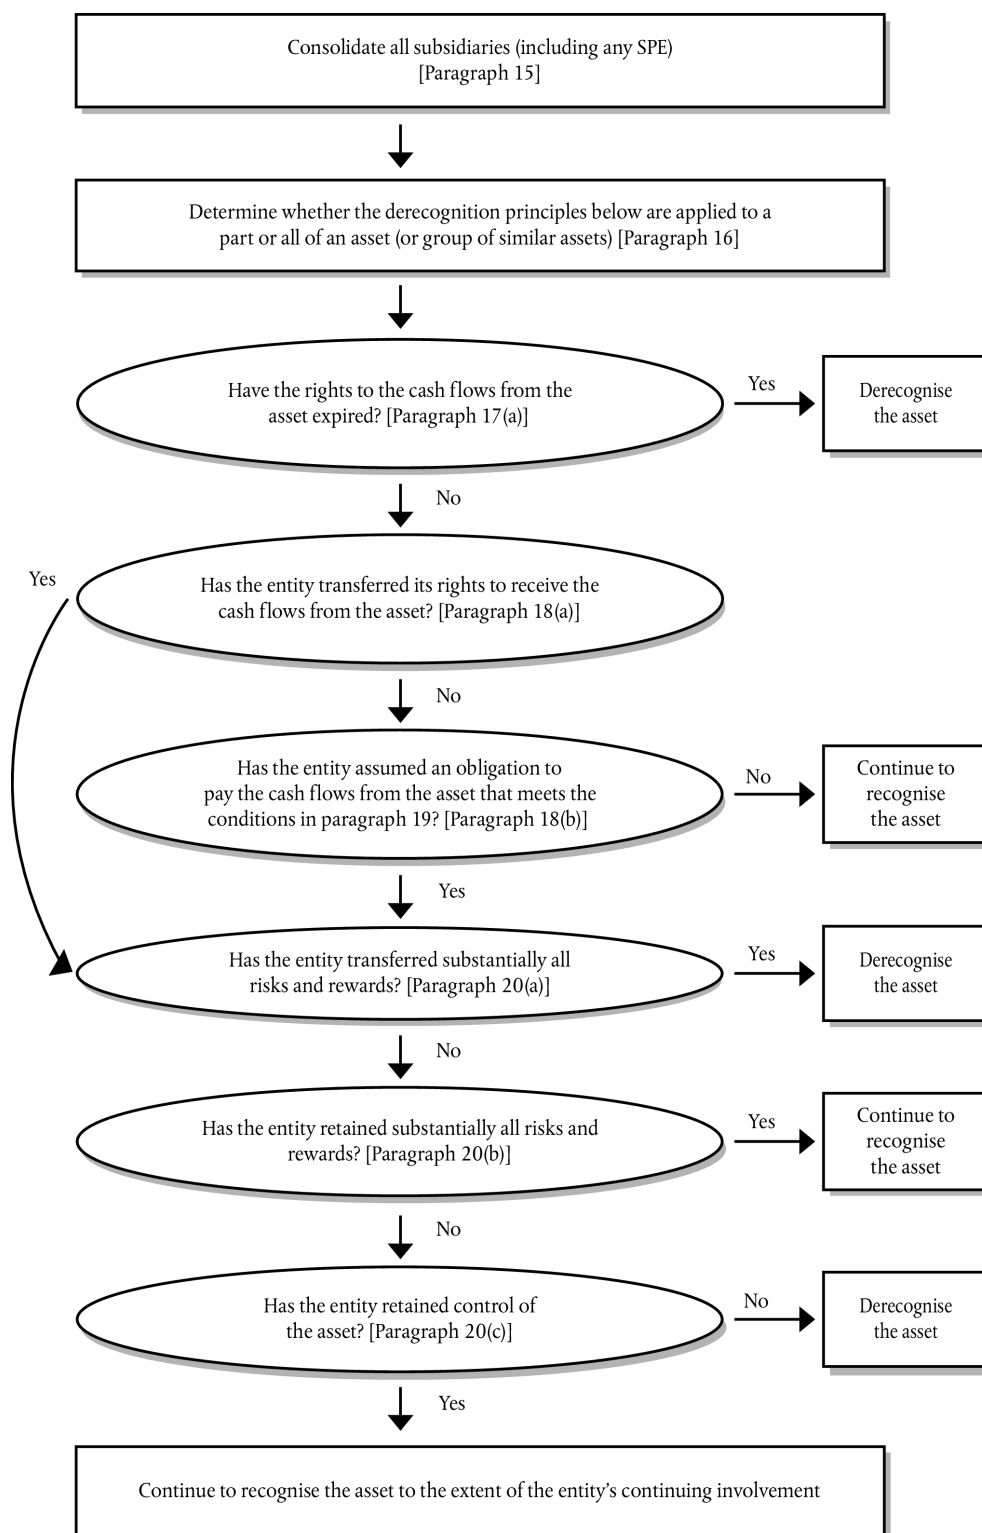 Consolidate all subsidiaries (including any SPE)
[Paragraph 15]
Determine whether the derecognition principles below are applied to a
part or all of an asset (or group of similar assets) [Paragraph 16]
Have the rights to the cash flows from the
asset expired? [Paragraph 17(a)]
Yes
Derecognise
the asset
No
Yes
Has the entity transferred its rights to receive the
cash flows from the asset? [Paragraph 18(a)]
No
Has the entity assumed an obligation to
pay the cash flows from the asset that meets the
conditions in paragraph 19? [Paragraph 18(b)]
No
Continue to
recognise
the asset
Yes
Has the entity transferred substantially all
risks and rewards? [Paragraph 20(a)]
Yes
Derecognise
the asset
No
Has the entity retained substantially all risks and
rewards? [Paragraph 20(b)]
Yes
Continue to
recognise
the asset
No
Has the entity retained control of
the asset? [Paragraph 20(c)]
No
Derecognise
the asset
Yes
Continue to recognise the asset to the extent of the entity’s continuing involvement